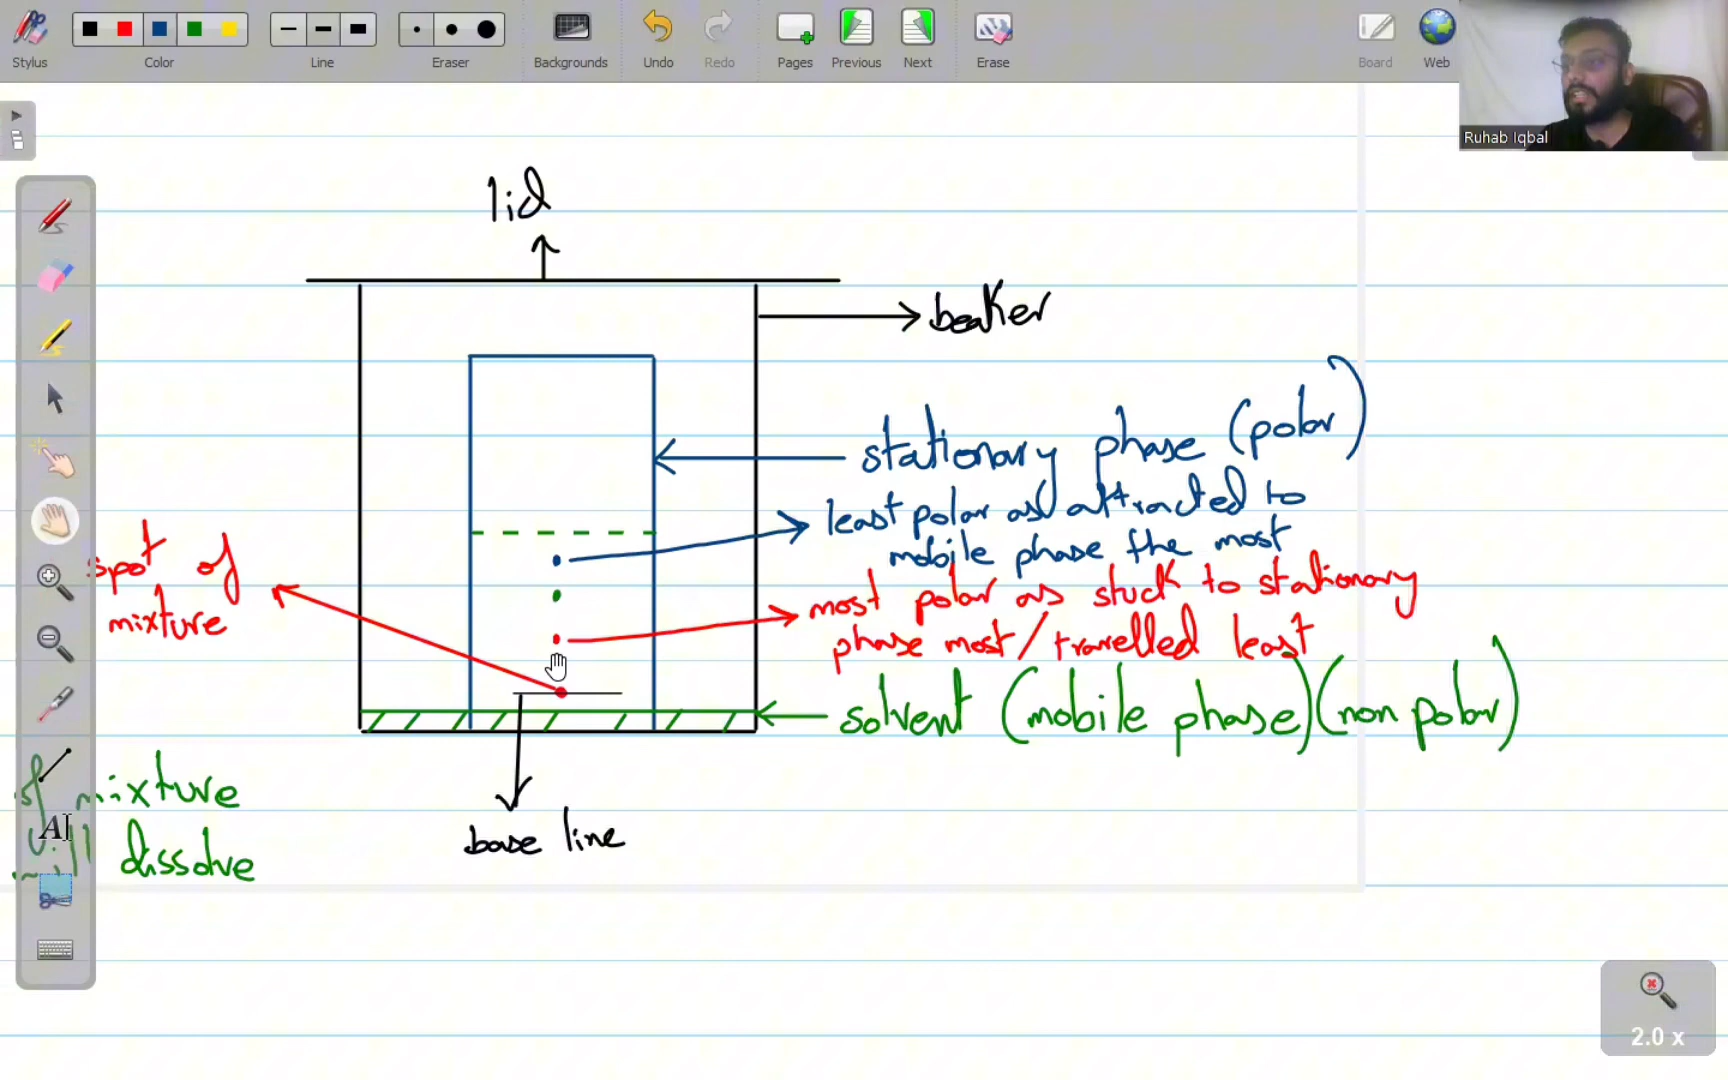 Stylus
Color
Line
Eraser
Backgrounds
Undo
Redo
Pages
Previous
Next
Erase
Board
Web
Ruhab Iqbal
lid
beaker
stationary phase (polar)
least polar as attracted to
mobile phase the most
most polar as stuck to stationary
phase most/travelled least
solvent (mobile phase)(non polar)
spot of
mixture
of mixture
will dissolve
base line
2.0 x